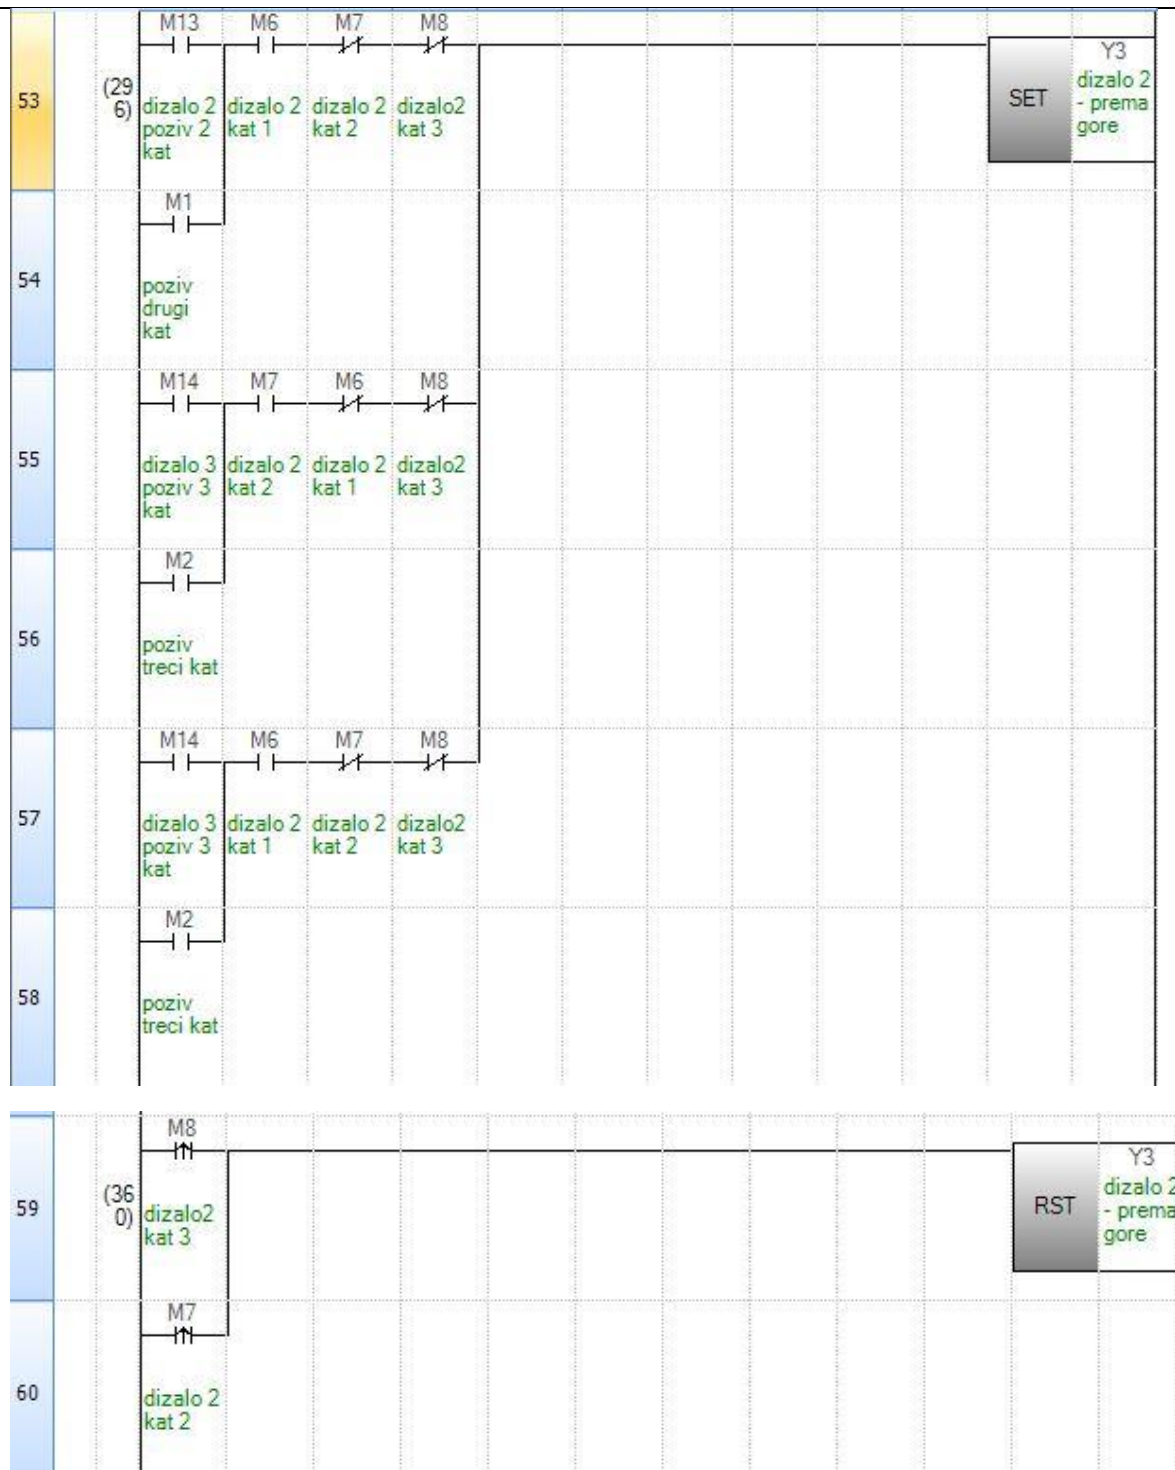 M13 M6 M7 M8
53 (29 6) SET Y3
dizalo 2 poziv 2 kat
dizalo 2 kat 1
dizalo 2 kat 2
dizalo2 kat 3
dizalo 2 - prema gore
M1
54
poziv drugi kat
M14 M7 M6 M8
55
dizalo 3 poziv 3 kat
dizalo 2 kat 2
dizalo 2 kat 1
dizalo2 kat 3
M2
56
poziv treci kat
M14 M6 M7 M8
57
dizalo 3 poziv 3 kat
dizalo 2 kat 1
dizalo 2 kat 2
dizalo2 kat 3
M2
58
poziv treci kat
M8
59 (36 0) RST Y3
dizalo2 kat 3
dizalo 2 - prema gore
M7
60
dizalo 2 kat 2